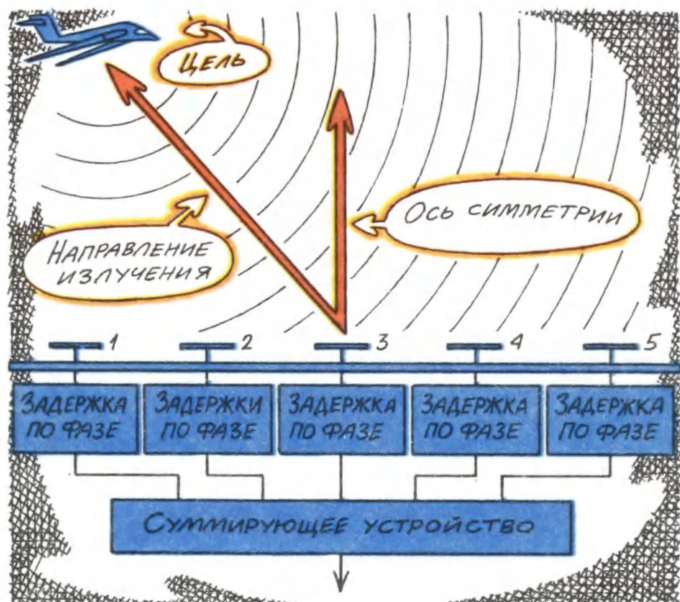 Цель
Ось симметрии
Направление
излучения
1 2 3 4 5
Задержка
по фазе
Задержки
по фазе
Задержка
по фазе
Задержка
по фазе
Задержка
по фазе
Суммирующее устройство